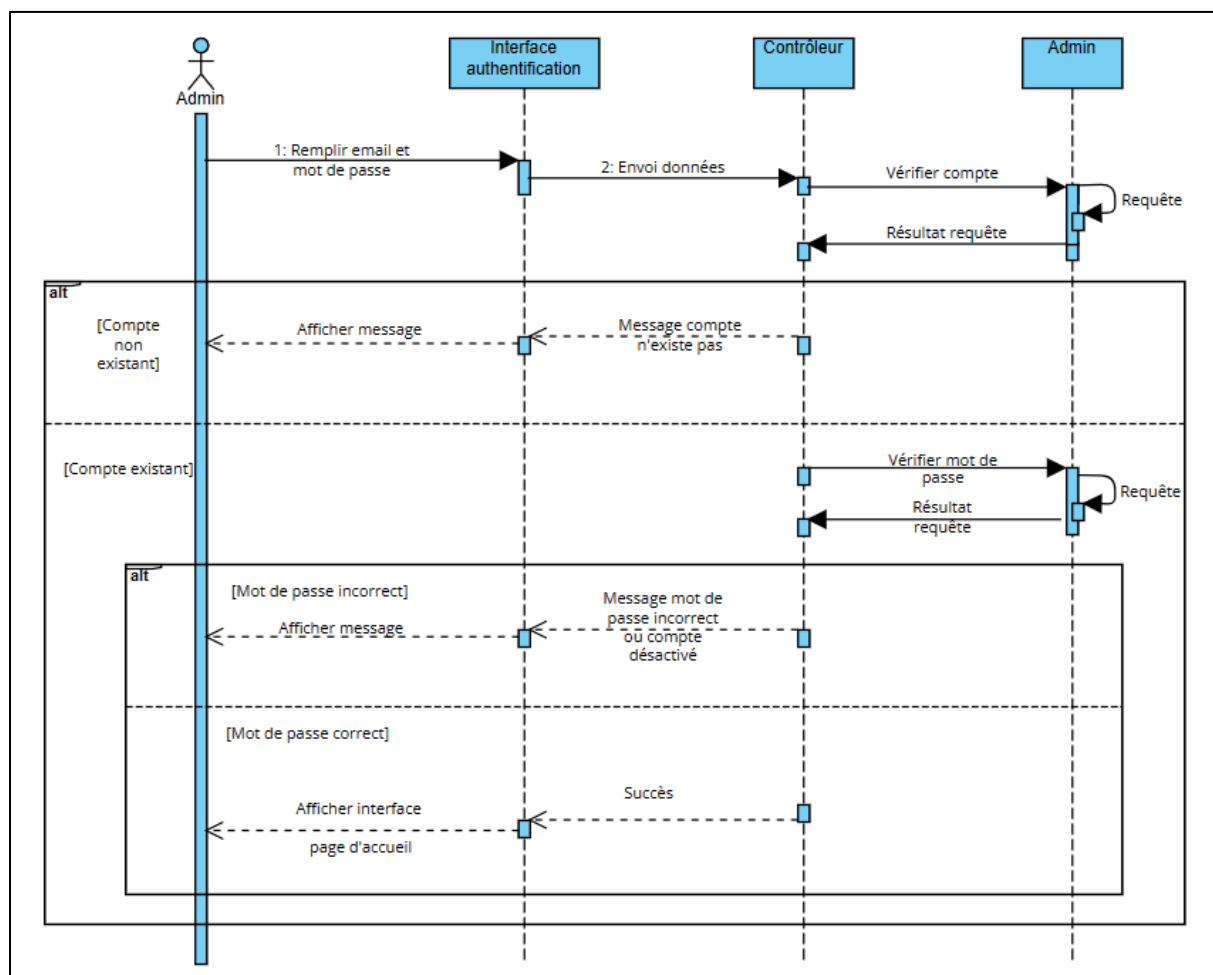 Interface
authentification
Contrôleur
Admin
Admin
1: Remplir email et
mot de passe
2: Envoi données
Vérifier compte
Requête
Résultat requête
alt
[Compte
non
existant]
Afficher message
Message compte
n'existe pas
[Compte existant]
Vérifier mot de
passe
Requête
Résultat
requête
alt
[Mot de passe incorrect]
Afficher message
Message mot de
passe incorrect
ou compte
désactivé
[Mot de passe correct]
Succès
Afficher interface
page d'accueil